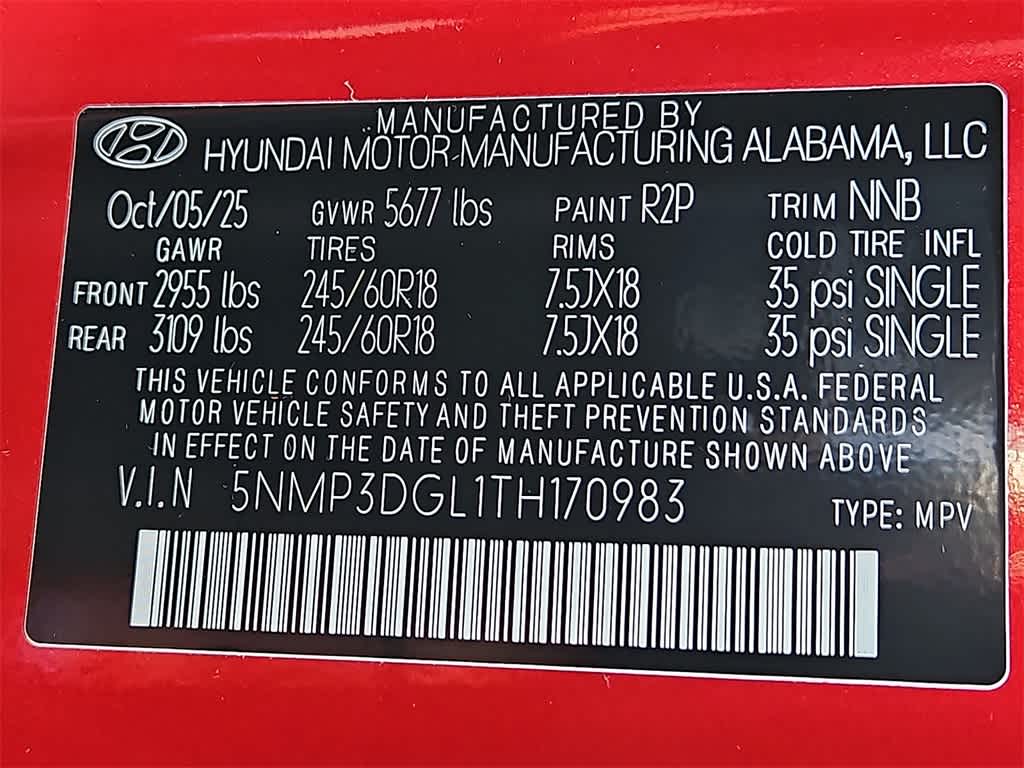 MANUFACTURED BY
HYUNDAI MOTOR MANUFACTURING ALABAMA, LLC
Oct/05/25 GVWR 5677 lbs PAINT R2P TRIM NNB
GAWR TIRES RIMS COLD TIRE INFL
FRONT 2955 lbs 245/60R18 7.5JX18 35 psi SINGLE
REAR 3109 lbs 245/60R18 7.5JX18 35 psi SINGLE
THIS VEHICLE CONFORMS TO ALL APPLICABLE U.S.A. FEDERAL
MOTOR VEHICLE SAFETY AND THEFT PREVENTION STANDARDS
IN EFFECT ON THE DATE OF MANUFACTURE SHOWN ABOVE
V.I.N 5NMP3DGL1TH170983 TYPE: MPV